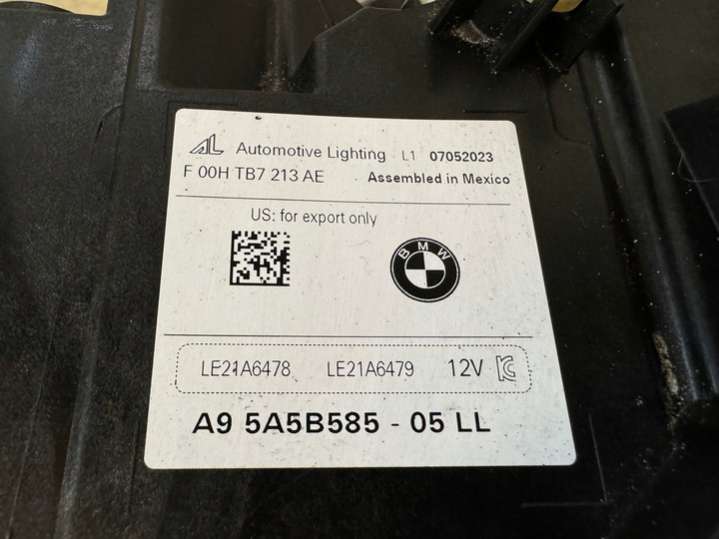 AL Automotive Lighting L1 07052023
F 00H TB7 213 AE Assembled in Mexico
US: for export only
BMW
LE21A6478 LE21A6479 12V
A9 5A5B585 - 05 LL